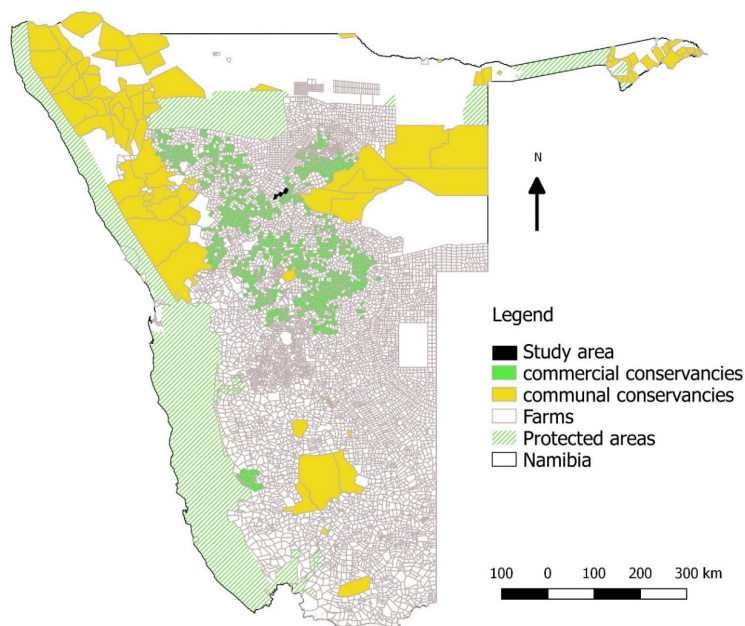 N
Legend
Study area
commercial conservancies
communal conservancies
Farms
Protected areas
Namibia
100 0 100 200 300 km